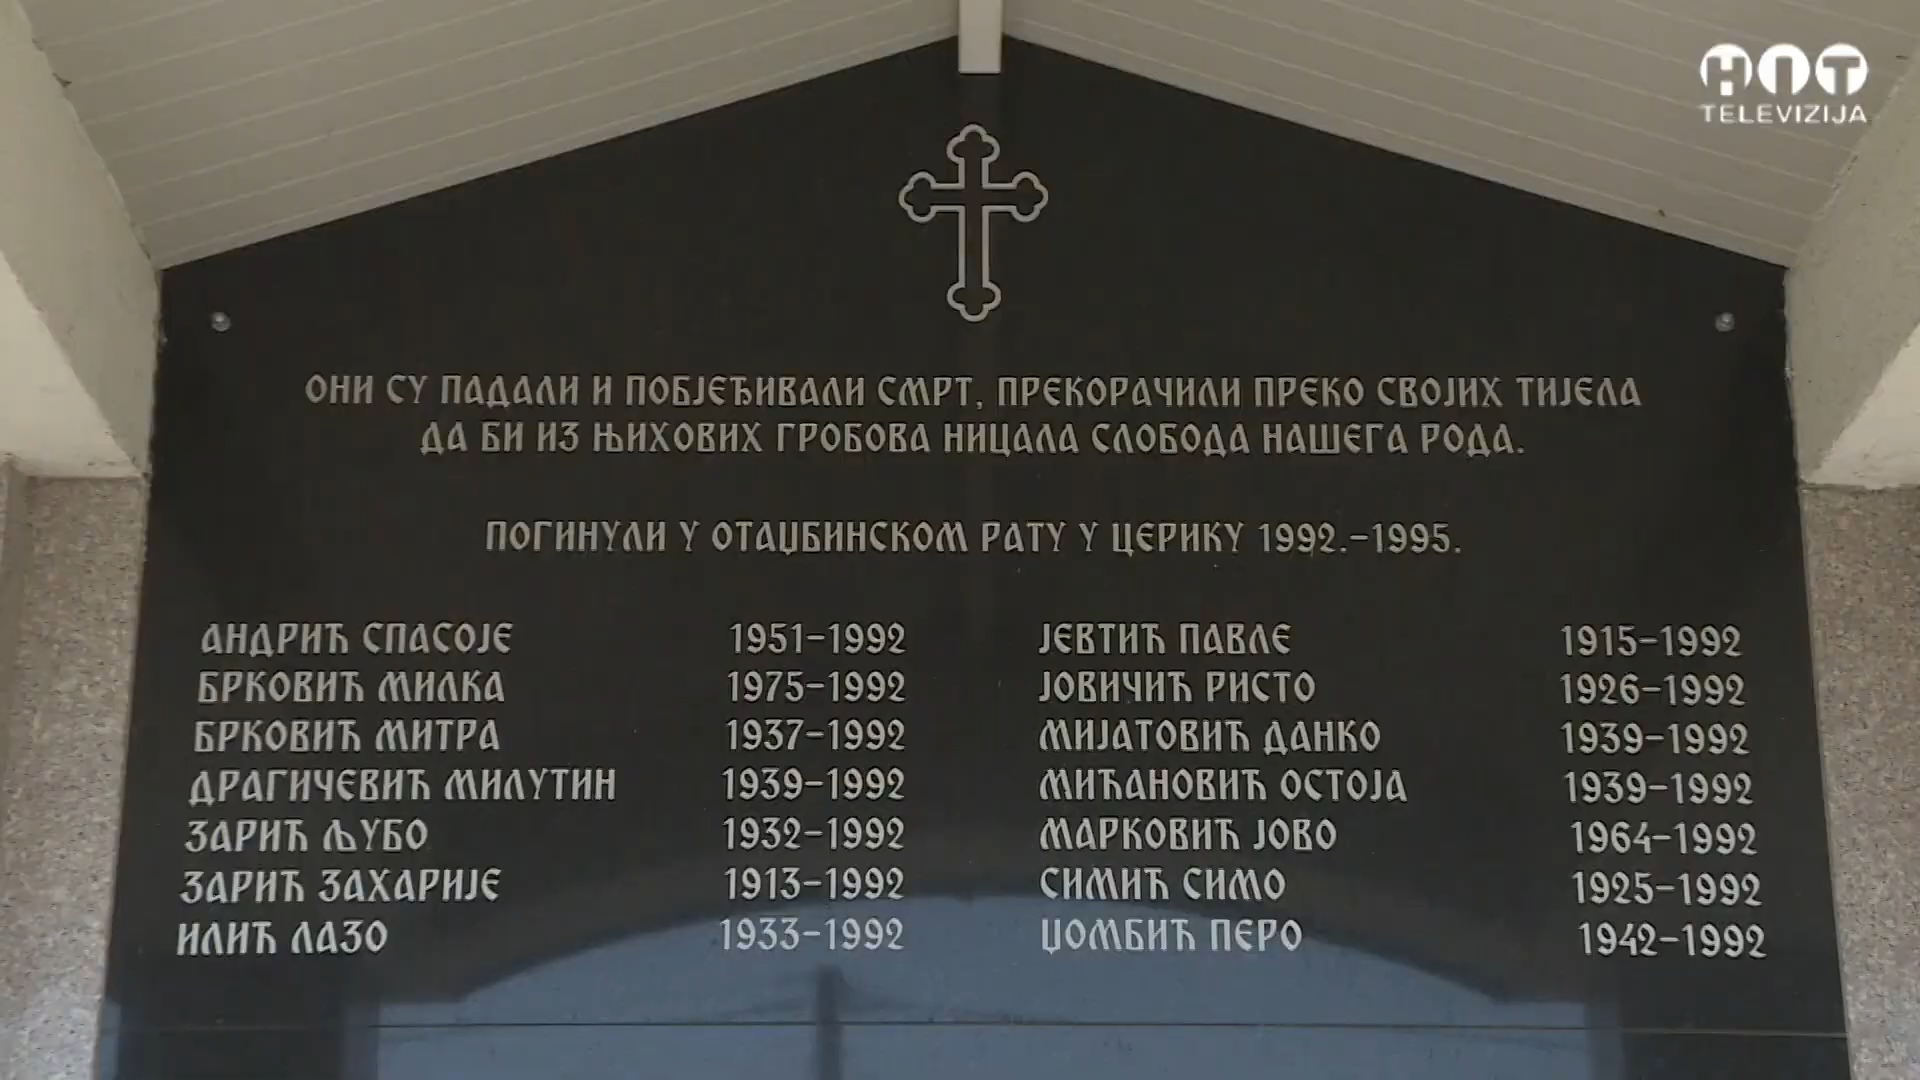 HIT
TELEVIZIJA
ОНИ СУ ПАДАЛИ И ПОБЈЕЂИВАЛИ СМРТ, ПРЕКОРАЧИЛИ ПРЕКО СВОЈИХ ТИЈЕЛА
ДА БИ ИЗ ЊИХОВИХ ГРОБОВА НИЦАЛА СЛОБОДА НАШЕГА РОДА.
ПОГИНУЛИ У ОТАЏБИНСКОМ РАТУ У ЦЕРИКУ 1992.-1995.
АНДРИЋ СПАСОЈЕ 1951-1992
БРКОВИЋ МИЛКА 1975-1992
БРКОВИЋ МИТРА 1937-1992
ДРАГИЧЕВИЋ МИЛУТИН 1939-1992
ЗАРИЋ ЉУБО 1932-1992
ЗАРИЋ ЗАХАРИЈЕ 1913-1992
ИЛИЋ ЛАЗО 1933-1992
ЈЕВТИЋ ПАВЛЕ 1915-1992
ЈОВИЧИЋ РИСТО 1926-1992
МИЈАТОВИЋ ДАНКО 1939-1992
МИЋАНОВИЋ ОСТОЈА 1939-1992
МАРКОВИЋ ЈОВО 1964-1992
СИМИЋ СИМО 1925-1992
ЏОМБИЋ ПЕРО 1942-1992